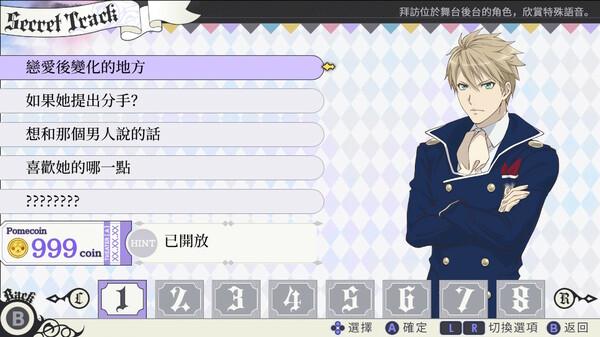 Secret Track
拜訪位於舞台後台的角色，欣賞特殊語音。
戀愛後變化的地方
如果她提出分手?
想和那個男人說的話
喜歡她的哪一點
????????
Pomecoin
999 coin
XX.XX.XX
HINT
已開放
Back
B
L
1
2
3
4
5
6
7
8
R
選擇
A 確定
L R 切換選項
B 返回